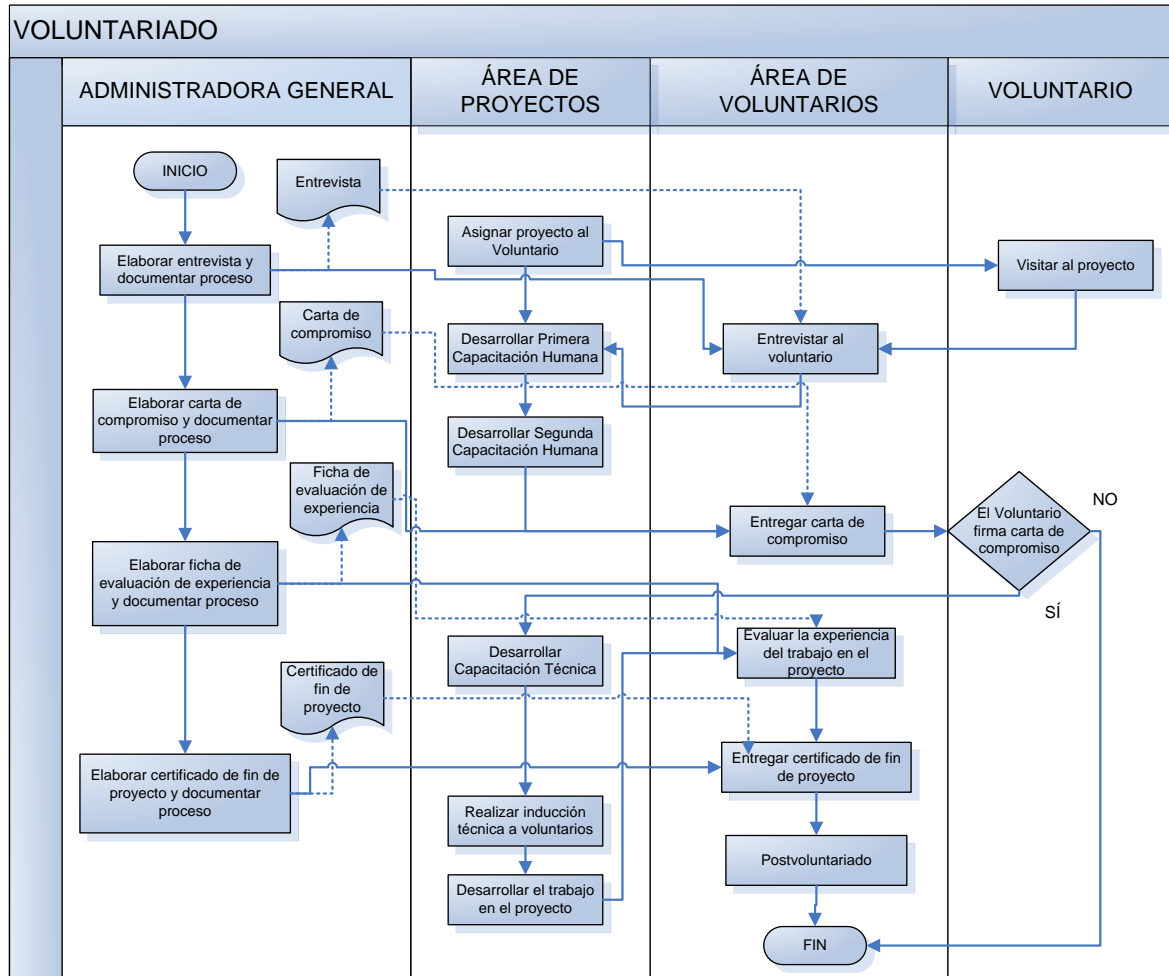 VOLUNTARIADO
ADMINISTRADORA GENERAL
ÁREA DE
PROYECTOS
ÁREA DE
VOLUNTARIOS
VOLUNTARIO
INICIO
Entrevista
Asignar proyecto al
Voluntario
Elaborar entrevista y
documentar proceso
Visitar al proyecto
Carta de
compromiso
Desarrollar Primera
Capacitación Humana
Entrevistar al
voluntario
Elaborar carta de
compromiso y documentar
proceso
Desarrollar Segunda
Capacitación Humana
Ficha de
evaluación de
experiencia
Entregar carta de
compromiso
El Voluntario
firma carta de
compromiso
NO
SÍ
Elaborar ficha de
evaluación de experiencia
y documentar proceso
Desarrollar
Capacitación Técnica
Evaluar la experiencia
del trabajo en el
proyecto
Certificado de
fin de
proyecto
Elaborar certificado de fin de
proyecto y documentar
proceso
Entregar certificado de fin
de proyecto
Realizar inducción
técnica a voluntarios
Postvoluntariado
Desarrollar el trabajo
en el proyecto
FIN